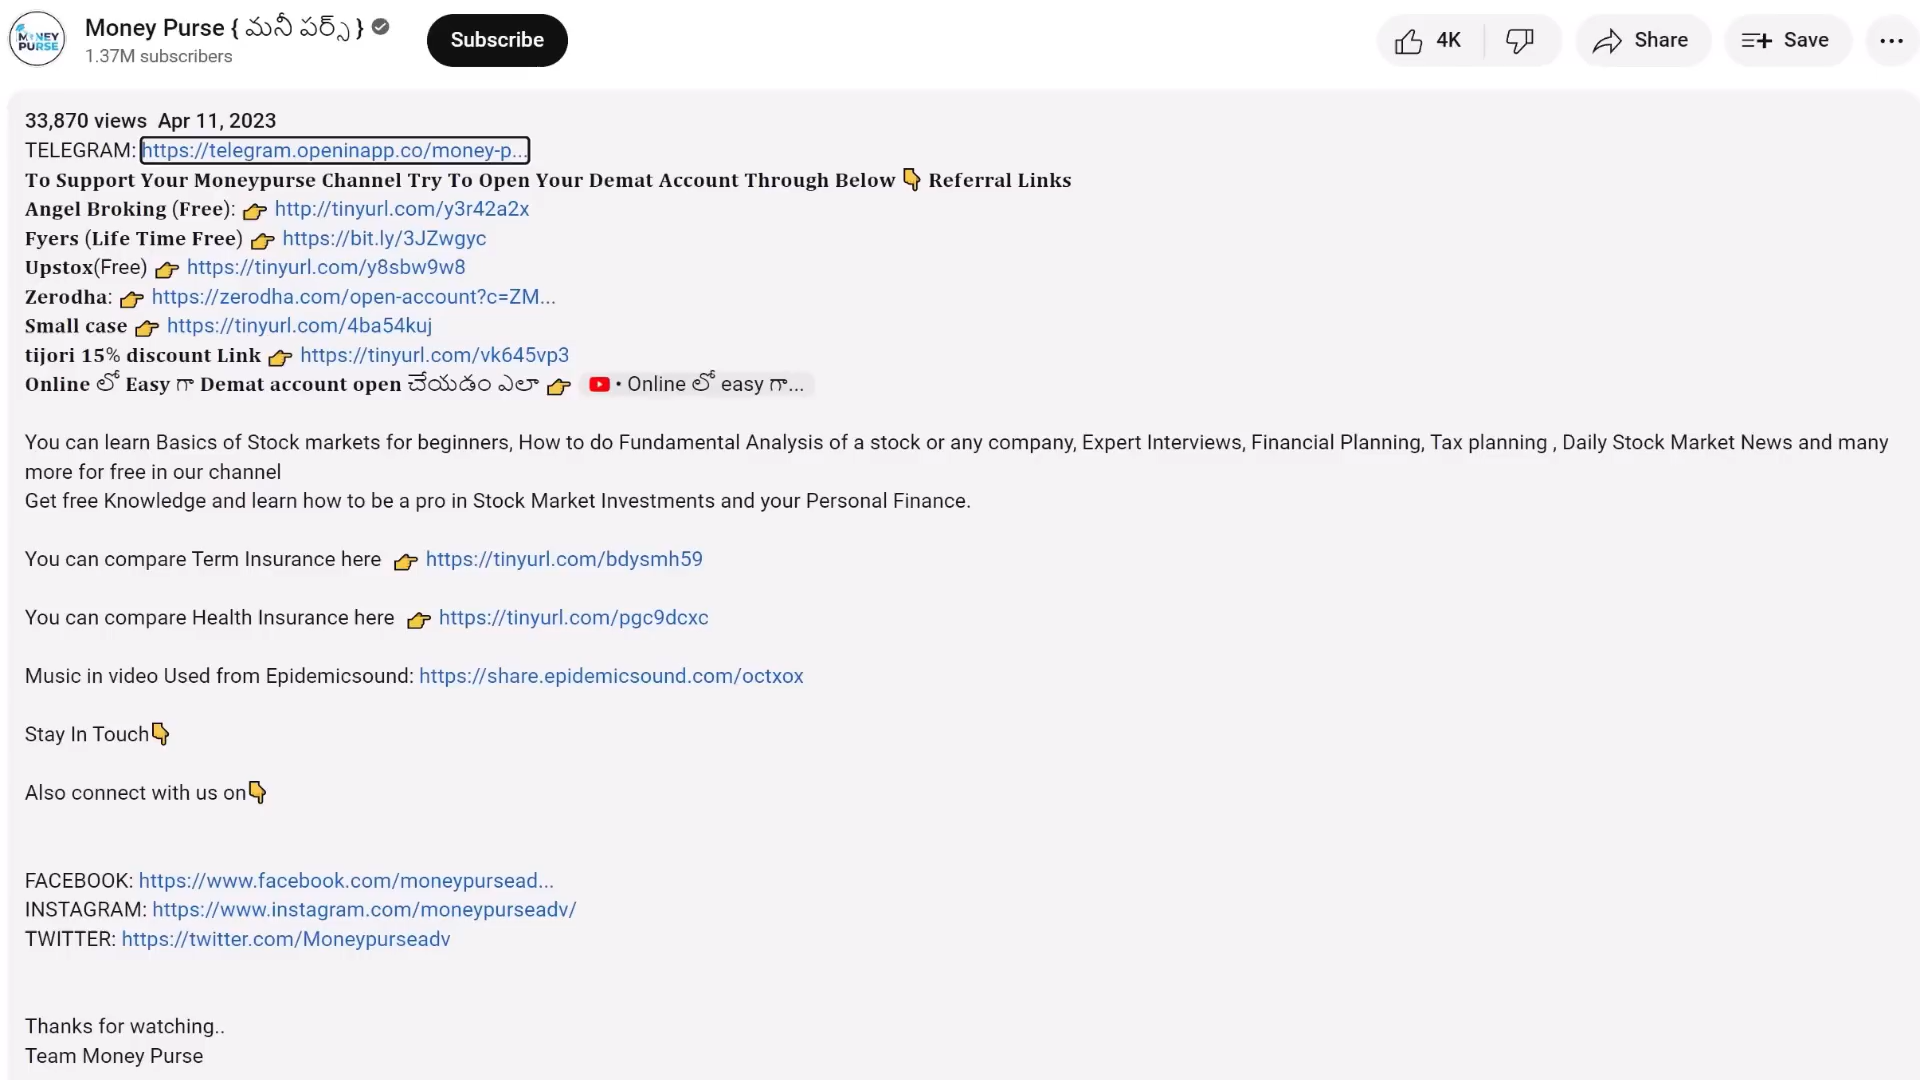 MONEY
PURSE
Money Purse { మనీ పర్స్ }
1.37M subscribers
Subscribe
4K
Share
Save
33,870 views Apr 11, 2023
TELEGRAM: https://telegram.openinapp.co/money-p...
To Support Your Moneypurse Channel Try To Open Your Demat Account Through Below 👇 Referral Links
Angel Broking (Free): 👉 http://tinyurl.com/y3r42a2x
Fyers (Life Time Free) 👉 https://bit.ly/3JZwgyc
Upstox(Free) 👉 https://tinyurl.com/y8sbw9w8
Zerodha: 👉 https://zerodha.com/open-account?c=ZM...
Small case 👉 https://tinyurl.com/4ba54kuj
tijori 15% discount Link 👉 https://tinyurl.com/vk645vp3
Online లో Easy గా Demat account open చేయడం ఎలా 👉 • Online లో easy గా...
You can learn Basics of Stock markets for beginners, How to do Fundamental Analysis of a stock or any company, Expert Interviews, Financial Planning, Tax planning , Daily Stock Market News and many
more for free in our channel
Get free Knowledge and learn how to be a pro in Stock Market Investments and your Personal Finance.
You can compare Term Insurance here 👉 https://tinyurl.com/bdysmh59
You can compare Health Insurance here 👉 https://tinyurl.com/pgc9dcxc
Music in video Used from Epidemicsound: https://share.epidemicsound.com/octxox
Stay In Touch👇
Also connect with us on👇
FACEBOOK: https://www.facebook.com/moneypursead...
INSTAGRAM: https://www.instagram.com/moneypurseadv/
TWITTER: https://twitter.com/Moneypurseadv
Thanks for watching..
Team Money Purse